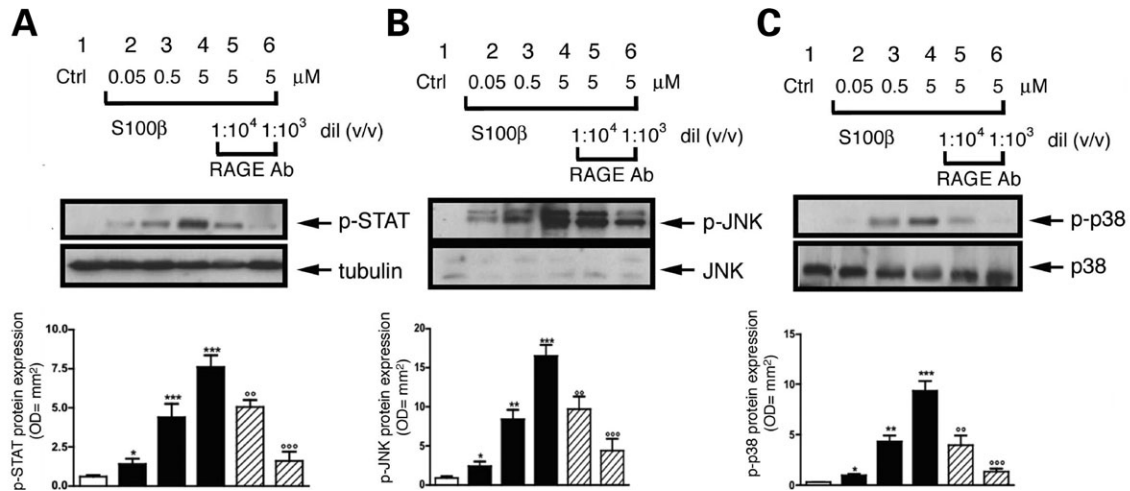 A
1 2 3 4 5 6
Ctrl 0.05 0.5 5 5 5 μM
S100β 1:10⁴ 1:10³ dil (v/v)
RAGE Ab
p-STAT
tubulin
p-STAT protein expression
(OD= mm²)
10.0
7.5
5.0
2.5
0.0
* *** *** °° °°°
B
1 2 3 4 5 6
Ctrl 0.05 0.5 5 5 5 μM
S100β 1:10⁴ 1:10³ dil (v/v)
RAGE Ab
p-JNK
JNK
p-JNK protein expression
(OD= mm²)
20
15
10
5
0
* ** *** °° °°°
C
1 2 3 4 5 6
Ctrl 0.05 0.5 5 5 5 μM
S100β 1:10⁴ 1:10³ dil (v/v)
RAGE Ab
p-p38
p38
p-p38 protein expression
(OD= mm²)
15
10
5
0
* ** *** °° °°°